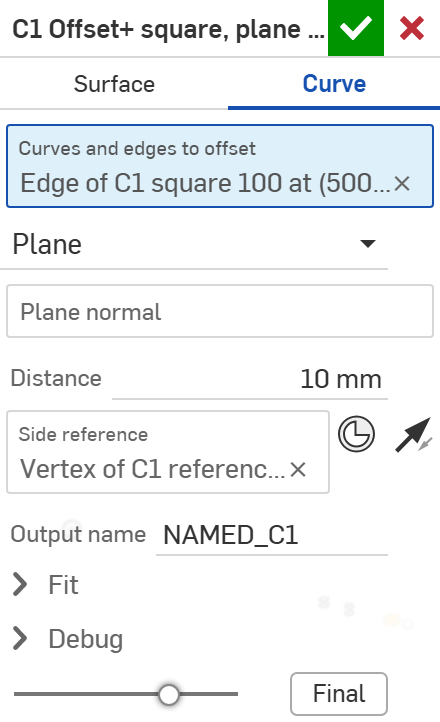 C1 Offset+ square, plane ...
Surface
Curve
Curves and edges to offset
Edge of C1 square 100 at (500...
Plane
Plane normal
Distance
10 mm
Side reference
Vertex of C1 referenc...
Output name
NAMED_C1
Fit
Debug
Final